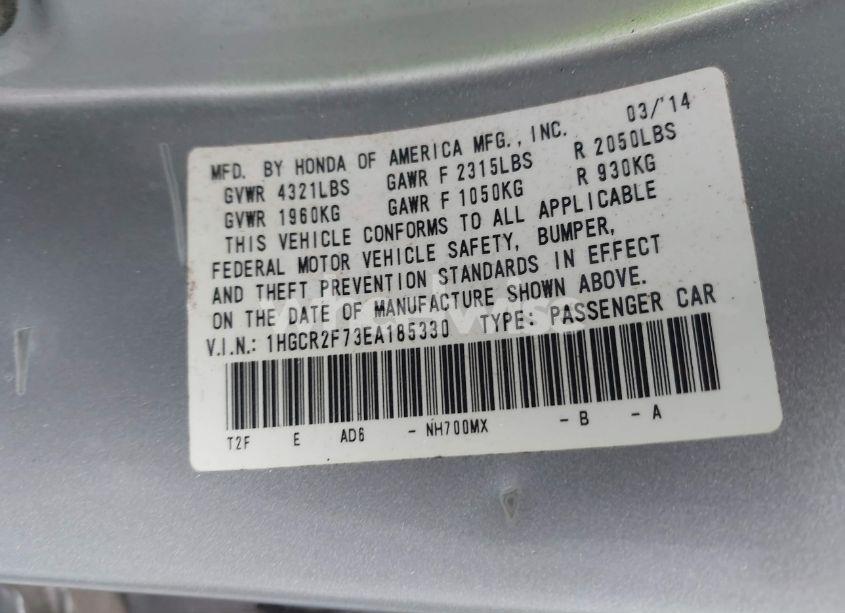 03/'14
MFD. BY HONDA OF AMERICA MFG., INC.
GVWR 4321LBS GAWR F 2315LBS R 2050LBS
GVWR 1960KG GAWR F 1050KG R 930KG
THIS VEHICLE CONFORMS TO ALL APPLICABLE
FEDERAL MOTOR VEHICLE SAFETY, BUMPER,
AND THEFT PREVENTION STANDARDS IN EFFECT
ON THE DATE OF MANUFACTURE SHOWN ABOVE.
V.I.N.: 1HGCR2F73EA185330 TYPE: PASSENGER CAR
T2F E AD6 - NH700MX - B - A